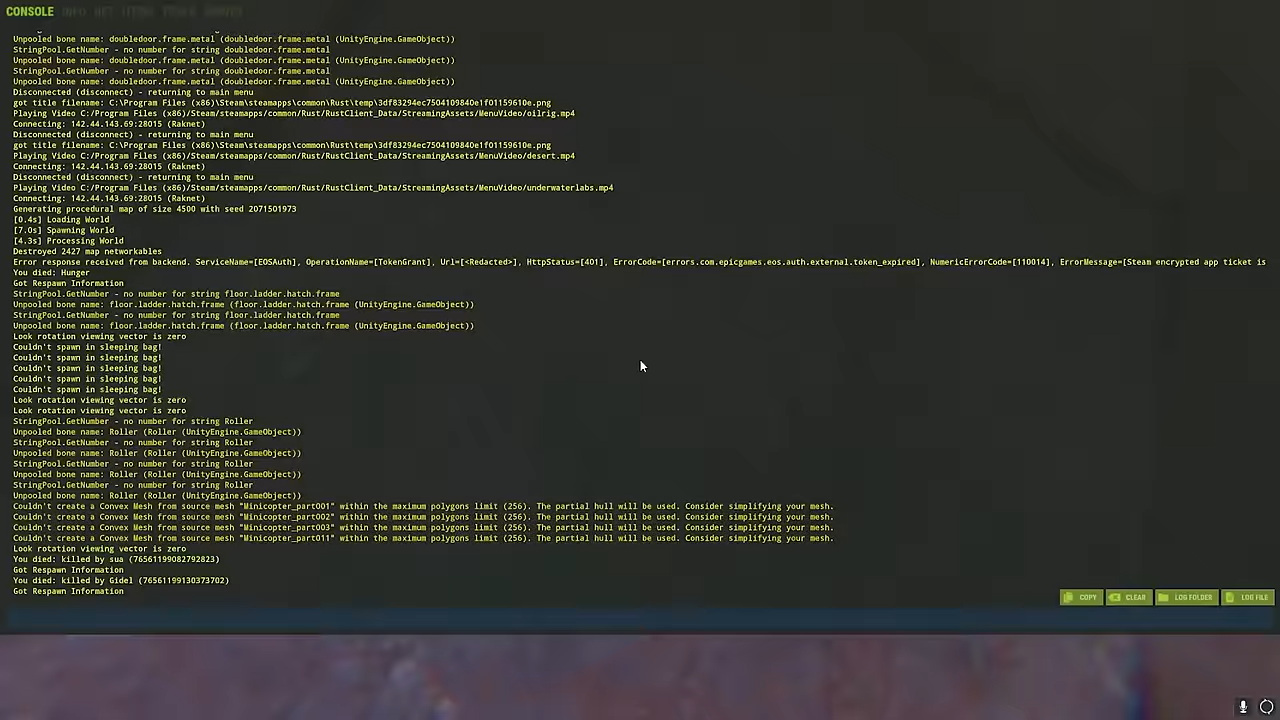 CONSOLE INFO NET ITEMS TOOLS SERVER
Unpooled bone name: doubledoor.frame.metal (doubledoor.frame.metal (UnityEngine.GameObject))
StringPool.GetNumber - no number for string doubledoor.frame.metal
Unpooled bone name: doubledoor.frame.metal (doubledoor.frame.metal (UnityEngine.GameObject))
StringPool.GetNumber - no number for string doubledoor.frame.metal
Unpooled bone name: doubledoor.frame.metal (doubledoor.frame.metal (UnityEngine.GameObject))
Disconnected (disconnect) - returning to main menu
got title filename: C:\Program Files (x86)\Steam\steamapps\common\Rust\temp\3df83294ec7504109840e1f01159610e.png
Playing Video C:/Program Files (x86)/Steam/steamapps/common/Rust/RustClient_Data/StreamingAssets/MenuVideo/oilrig.mp4
Connecting: 142.44.143.69:28015 (Raknet)
Disconnected (disconnect) - returning to main menu
got title filename: C:\Program Files (x86)\Steam\steamapps\common\Rust\temp\3df83294ec7504109840e1f01159610e.png
Playing Video C:/Program Files (x86)/Steam/steamapps/common/Rust/RustClient_Data/StreamingAssets/MenuVideo/desert.mp4
Connecting: 142.44.143.69:28015 (Raknet)
Disconnected (disconnect) - returning to main menu
Playing Video C:/Program Files (x86)/Steam/steamapps/common/Rust/RustClient_Data/StreamingAssets/MenuVideo/underwaterlabs.mp4
Connecting: 142.44.143.69:28015 (Raknet)
Generating procedural map of size 4500 with seed 2071501973
[0.4s] Loading World
[7.0s] Spawning World
[4.3s] Processing World
Destroyed 2427 map networkables
Error response received from backend. ServiceName=[EOSAuth], OperationName=[TokenGrant], Url=[<Redacted>], HttpStatus=[401], ErrorCode=[errors.com.epicgames.eos.auth.external.token_expired], NumericErrorCode=[110014], ErrorMessage=[Steam encrypted app ticket is
You died: Hunger
Got Respawn Information
StringPool.GetNumber - no number for string floor.ladder.hatch.frame
Unpooled bone name: floor.ladder.hatch.frame (floor.ladder.hatch.frame (UnityEngine.GameObject))
StringPool.GetNumber - no number for string floor.ladder.hatch.frame
Unpooled bone name: floor.ladder.hatch.frame (floor.ladder.hatch.frame (UnityEngine.GameObject))
Look rotation viewing vector is zero
Couldn't spawn in sleeping bag!
Couldn't spawn in sleeping bag!
Couldn't spawn in sleeping bag!
Couldn't spawn in sleeping bag!
Couldn't spawn in sleeping bag!
Look rotation viewing vector is zero
Look rotation viewing vector is zero
StringPool.GetNumber - no number for string Roller
Unpooled bone name: Roller (Roller (UnityEngine.GameObject))
StringPool.GetNumber - no number for string Roller
Unpooled bone name: Roller (Roller (UnityEngine.GameObject))
StringPool.GetNumber - no number for string Roller
Unpooled bone name: Roller (Roller (UnityEngine.GameObject))
StringPool.GetNumber - no number for string Roller
Unpooled bone name: Roller (Roller (UnityEngine.GameObject))
Couldn't create a Convex Mesh from source mesh "Minicopter_part001" within the maximum polygons limit (256). The partial hull will be used. Consider simplifying your mesh.
Couldn't create a Convex Mesh from source mesh "Minicopter_part002" within the maximum polygons limit (256). The partial hull will be used. Consider simplifying your mesh.
Couldn't create a Convex Mesh from source mesh "Minicopter_part003" within the maximum polygons limit (256). The partial hull will be used. Consider simplifying your mesh.
Couldn't create a Convex Mesh from source mesh "Minicopter_part011" within the maximum polygons limit (256). The partial hull will be used. Consider simplifying your mesh.
Look rotation viewing vector is zero
You died: killed by sua (76561199082792823)
Got Respawn Information
You died: killed by Gidel (76561199130373702)
Got Respawn Information
COPY CLEAR LOG FOLDER LOG FILE